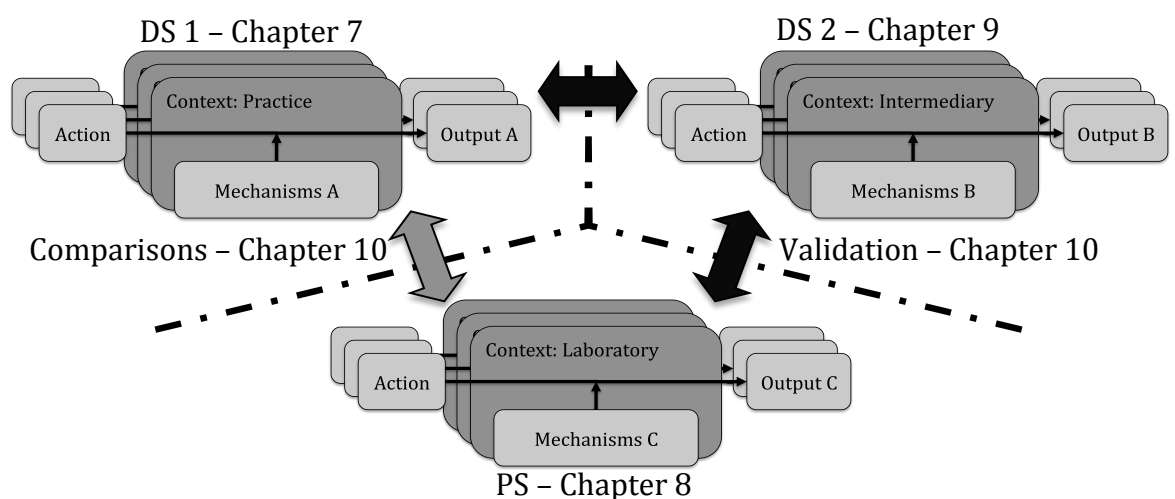 DS 1 – Chapter 7
Context: Practice
Action
Output A
Mechanisms A
DS 2 – Chapter 9
Context: Intermediary
Action
Output B
Mechanisms B
Comparisons – Chapter 10
Validation – Chapter 10
Context: Laboratory
Action
Output C
Mechanisms C
PS – Chapter 8